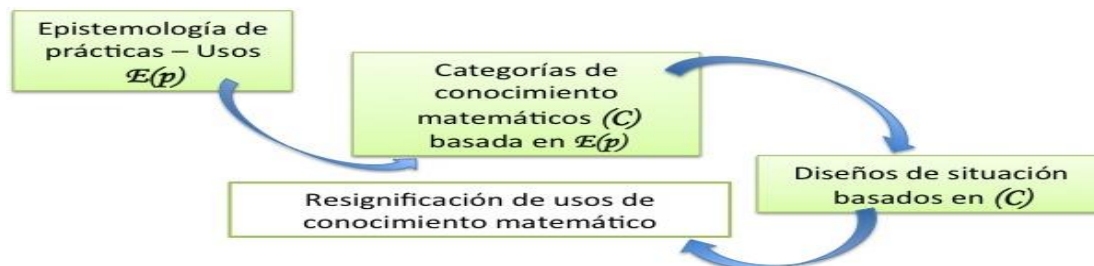 Epistemología de
prácticas – Usos
E(p)
Categorías de
conocimiento
matemáticos (C)
basada en E(p)
Diseños de situación
basados en (C)
Resignificación de usos de
conocimiento matemático